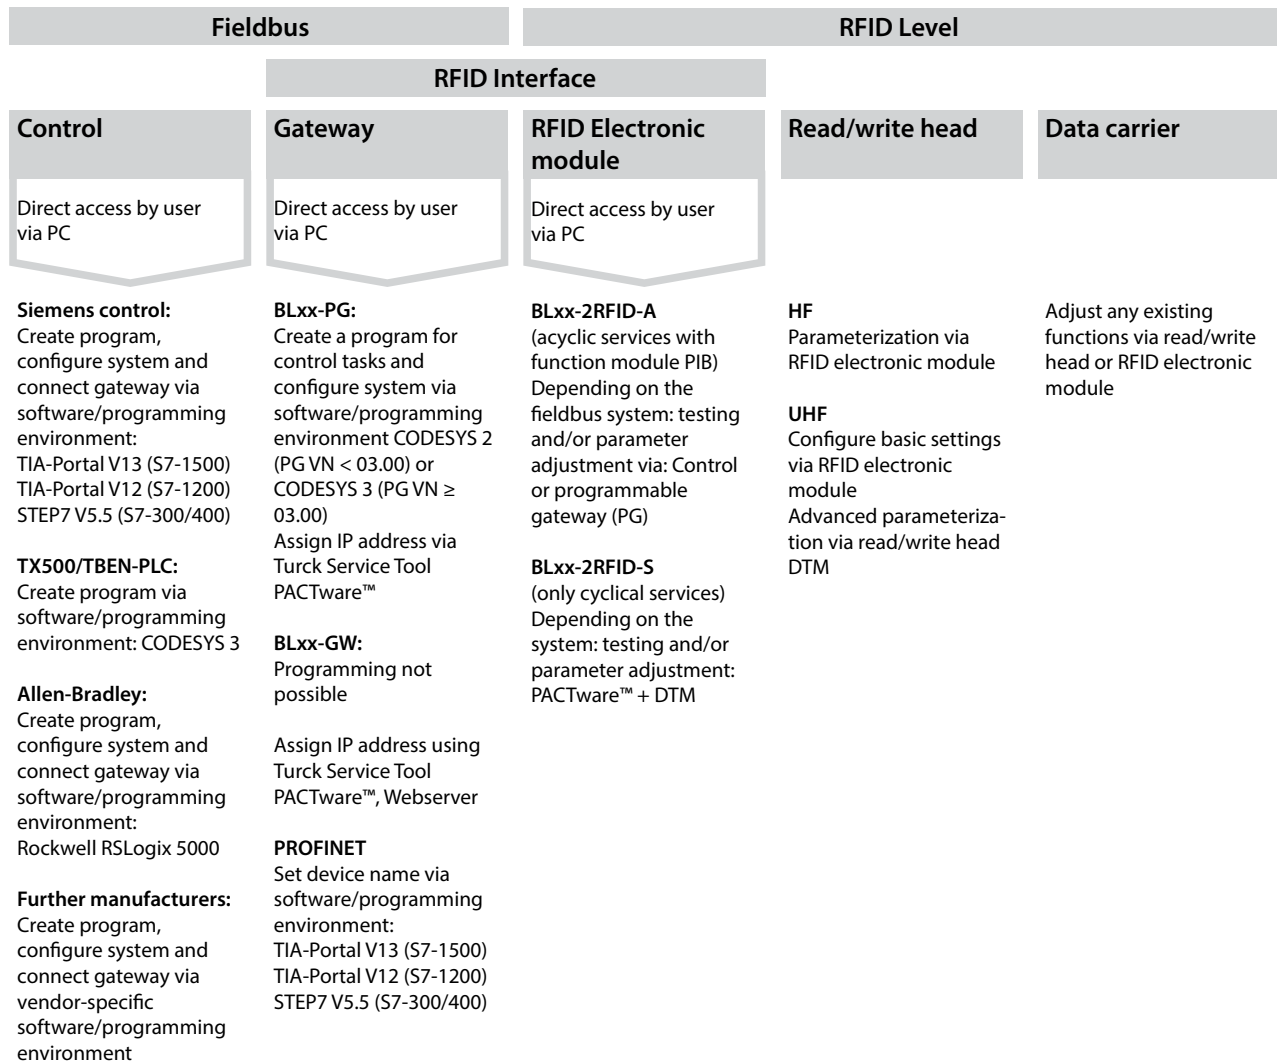 Fieldbus
RFID Level
RFID Interface
Control
Direct access by user
via PC
Siemens control:
Create program,
configure system and
connect gateway via
software/programming
environment:
TIA-Portal V13 (S7-1500)
TIA-Portal V12 (S7-1200)
STEP7 V5.5 (S7-300/400)
TX500/TBEN-PLC:
Create program via
software/programming
environment: CODESYS 3
Allen-Bradley:
Create program,
configure system and
connect gateway via
software/programming
environment:
Rockwell RSLogix 5000
Further manufacturers:
Create program,
configure system and
connect gateway via
vendor-specific
software/programming
environment
Gateway
Direct access by user
via PC
BLxx-PG:
Create a program for
control tasks and
configure system via
software/programming
environment CODESYS 2
(PG VN < 03.00) or
CODESYS 3 (PG VN ≥
03.00)
Assign IP address via
Turck Service Tool
PACTware™
BLxx-GW:
Programming not
possible
Assign IP address using
Turck Service Tool
PACTware™, Webserver
PROFINET
Set device name via
software/programming
environment:
TIA-Portal V13 (S7-1500)
TIA-Portal V12 (S7-1200)
STEP7 V5.5 (S7-300/400)
RFID Electronic
module
Direct access by user
via PC
BLxx-2RFID-A
(acyclic services with
function module PIB)
Depending on the
fieldbus system: testing
and/or parameter
adjustment via: Control
or programmable
gateway (PG)
BLxx-2RFID-S
(only cyclical services)
Depending on the
system: testing and/or
parameter adjustment:
PACTware™ + DTM
Read/write head
HF
Parameterization via
RFID electronic module
UHF
Configure basic settings
via RFID electronic
module
Advanced parameteriza-
tion via read/write head
DTM
Data carrier
Adjust any existing
functions via read/write
head or RFID electronic
module